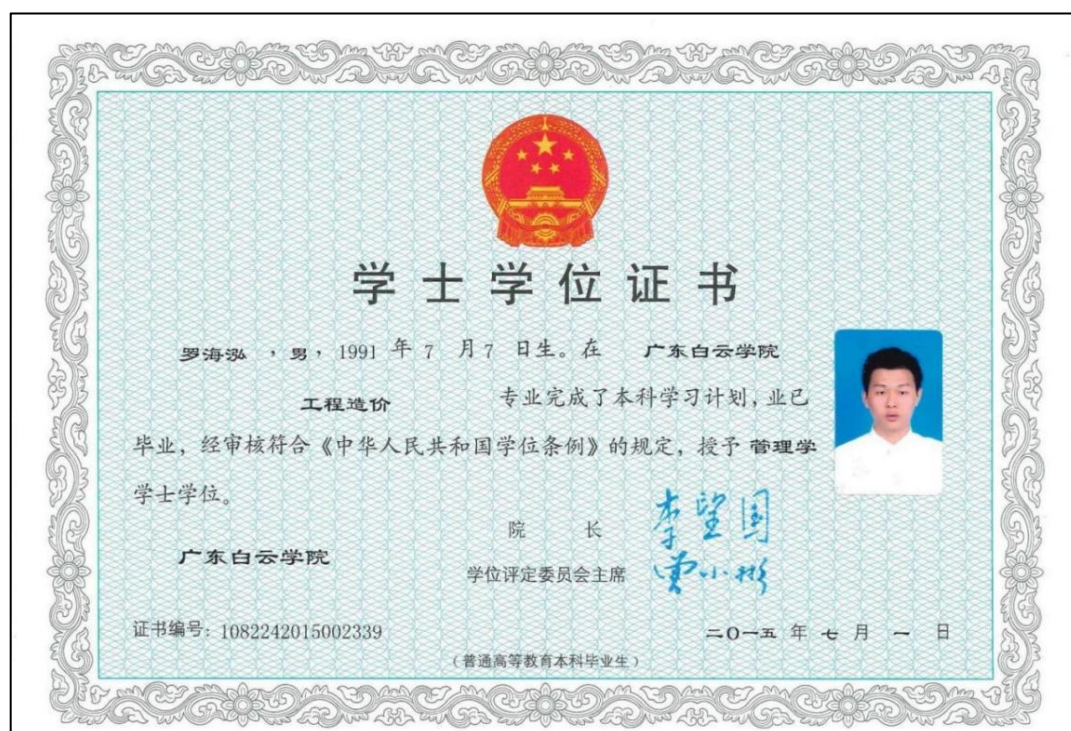 学士学位证书
罗海泓，男，1991 年 7 月 7 日生。在 广东白云学院
工程造价 专业完成了本科学习计划，业已
毕业，经审核符合《中华人民共和国学位条例》的规定，授予 管理学
学士学位。
院 长 李望国
广东白云学院
学位评定委员会主席 曹小彬
证书编号：1082242015002339
二〇一五 年 七 月 一 日
（普通高等教育本科毕业生）